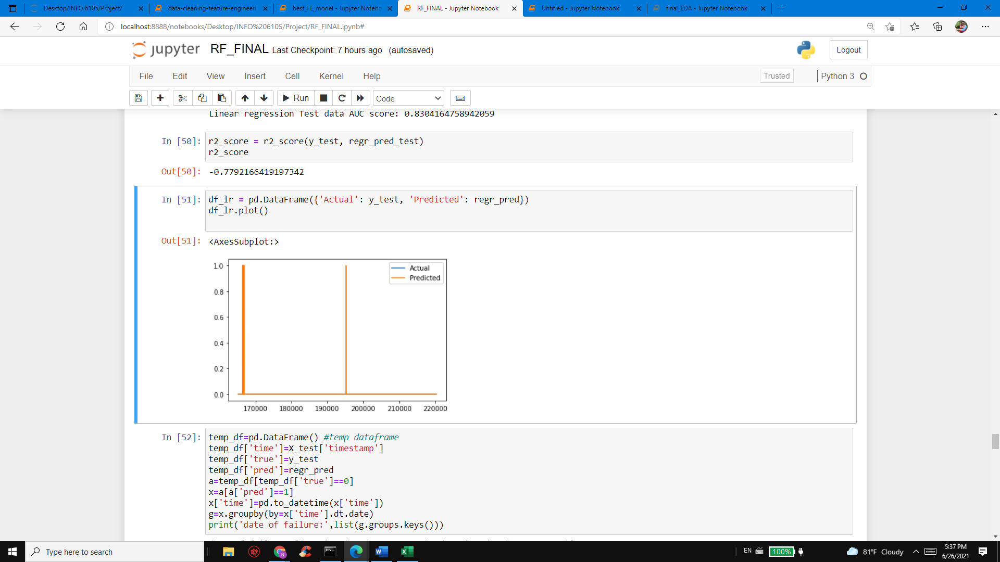 Desktop/INFO 6105/Project/
data-cleaning-feature-engineerin
best_FE_model - Jupyter Notebo
RF_FINAL - Jupyter Notebook
Untitled - Jupyter Notebook
final_EDA - Jupyter Notebook
localhost:8888/notebooks/Desktop/INFO%206105/Project/RF_FINAL.ipynb#
jupyter RF_FINAL Last Checkpoint: 7 hours ago (autosaved)
Logout
File Edit View Insert Cell Kernel Help
Trusted
Python 3
Run
Code
Linear regression Test data AUC score: 0.8304164758942059
In [50]: r2_score = r2_score(y_test, regr_pred_test)
r2_score
Out[50]: -0.7792166419197342
In [51]: df_lr = pd.DataFrame({'Actual': y_test, 'Predicted': regr_pred})
df_lr.plot()
Out[51]: <AxesSubplot:>
Actual
Predicted
1.0
0.8
0.6
0.4
0.2
0.0
170000 180000 190000 200000 210000 220000
In [52]: temp_df=pd.DataFrame() #temp dataframe
temp_df['time']=X_test['timestamp']
temp_df['true']=y_test
temp_df['pred']=regr_pred
a=temp_df[temp_df['true']==0]
x=a[a['pred']==1]
x['time']=pd.to_datetime(x['time'])
g=x.groupby(by=x['time'].dt.date)
print('date of failure:',list(g.groups.keys()))
Type here to search
N
EN
100%
81°F Cloudy
5:37 PM
6/26/2021